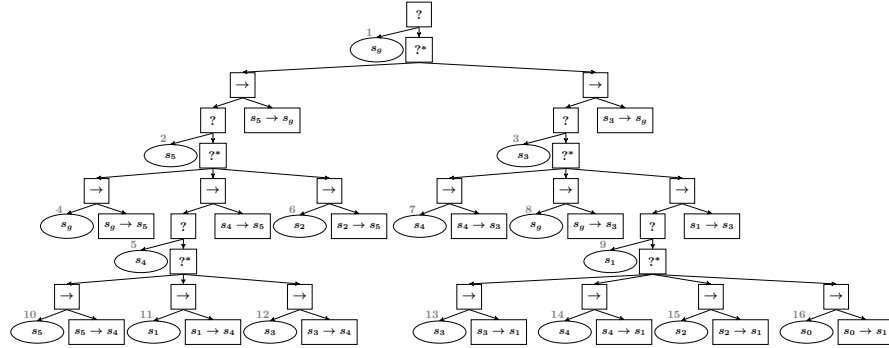 ?
1
s_g ?*
→ →
? s_5 → s_g ? s_3 → s_g
2 3
s_5 ?* s_3 ?*
→ → → → → →
4 6 7 8
s_g s_g → s_5 ? s_4 → s_5 s_2 s_2 → s_5 s_4 s_4 → s_3 s_g s_g → s_3 ? s_1 → s_3
5 9
s_4 ?* s_1 ?*
→ → → → → → →
10 11 12 13 14 15 16
s_5 s_5 → s_4 s_1 s_1 → s_4 s_3 s_3 → s_4 s_3 s_3 → s_1 s_4 s_4 → s_1 s_2 s_2 → s_1 s_0 s_0 → s_1